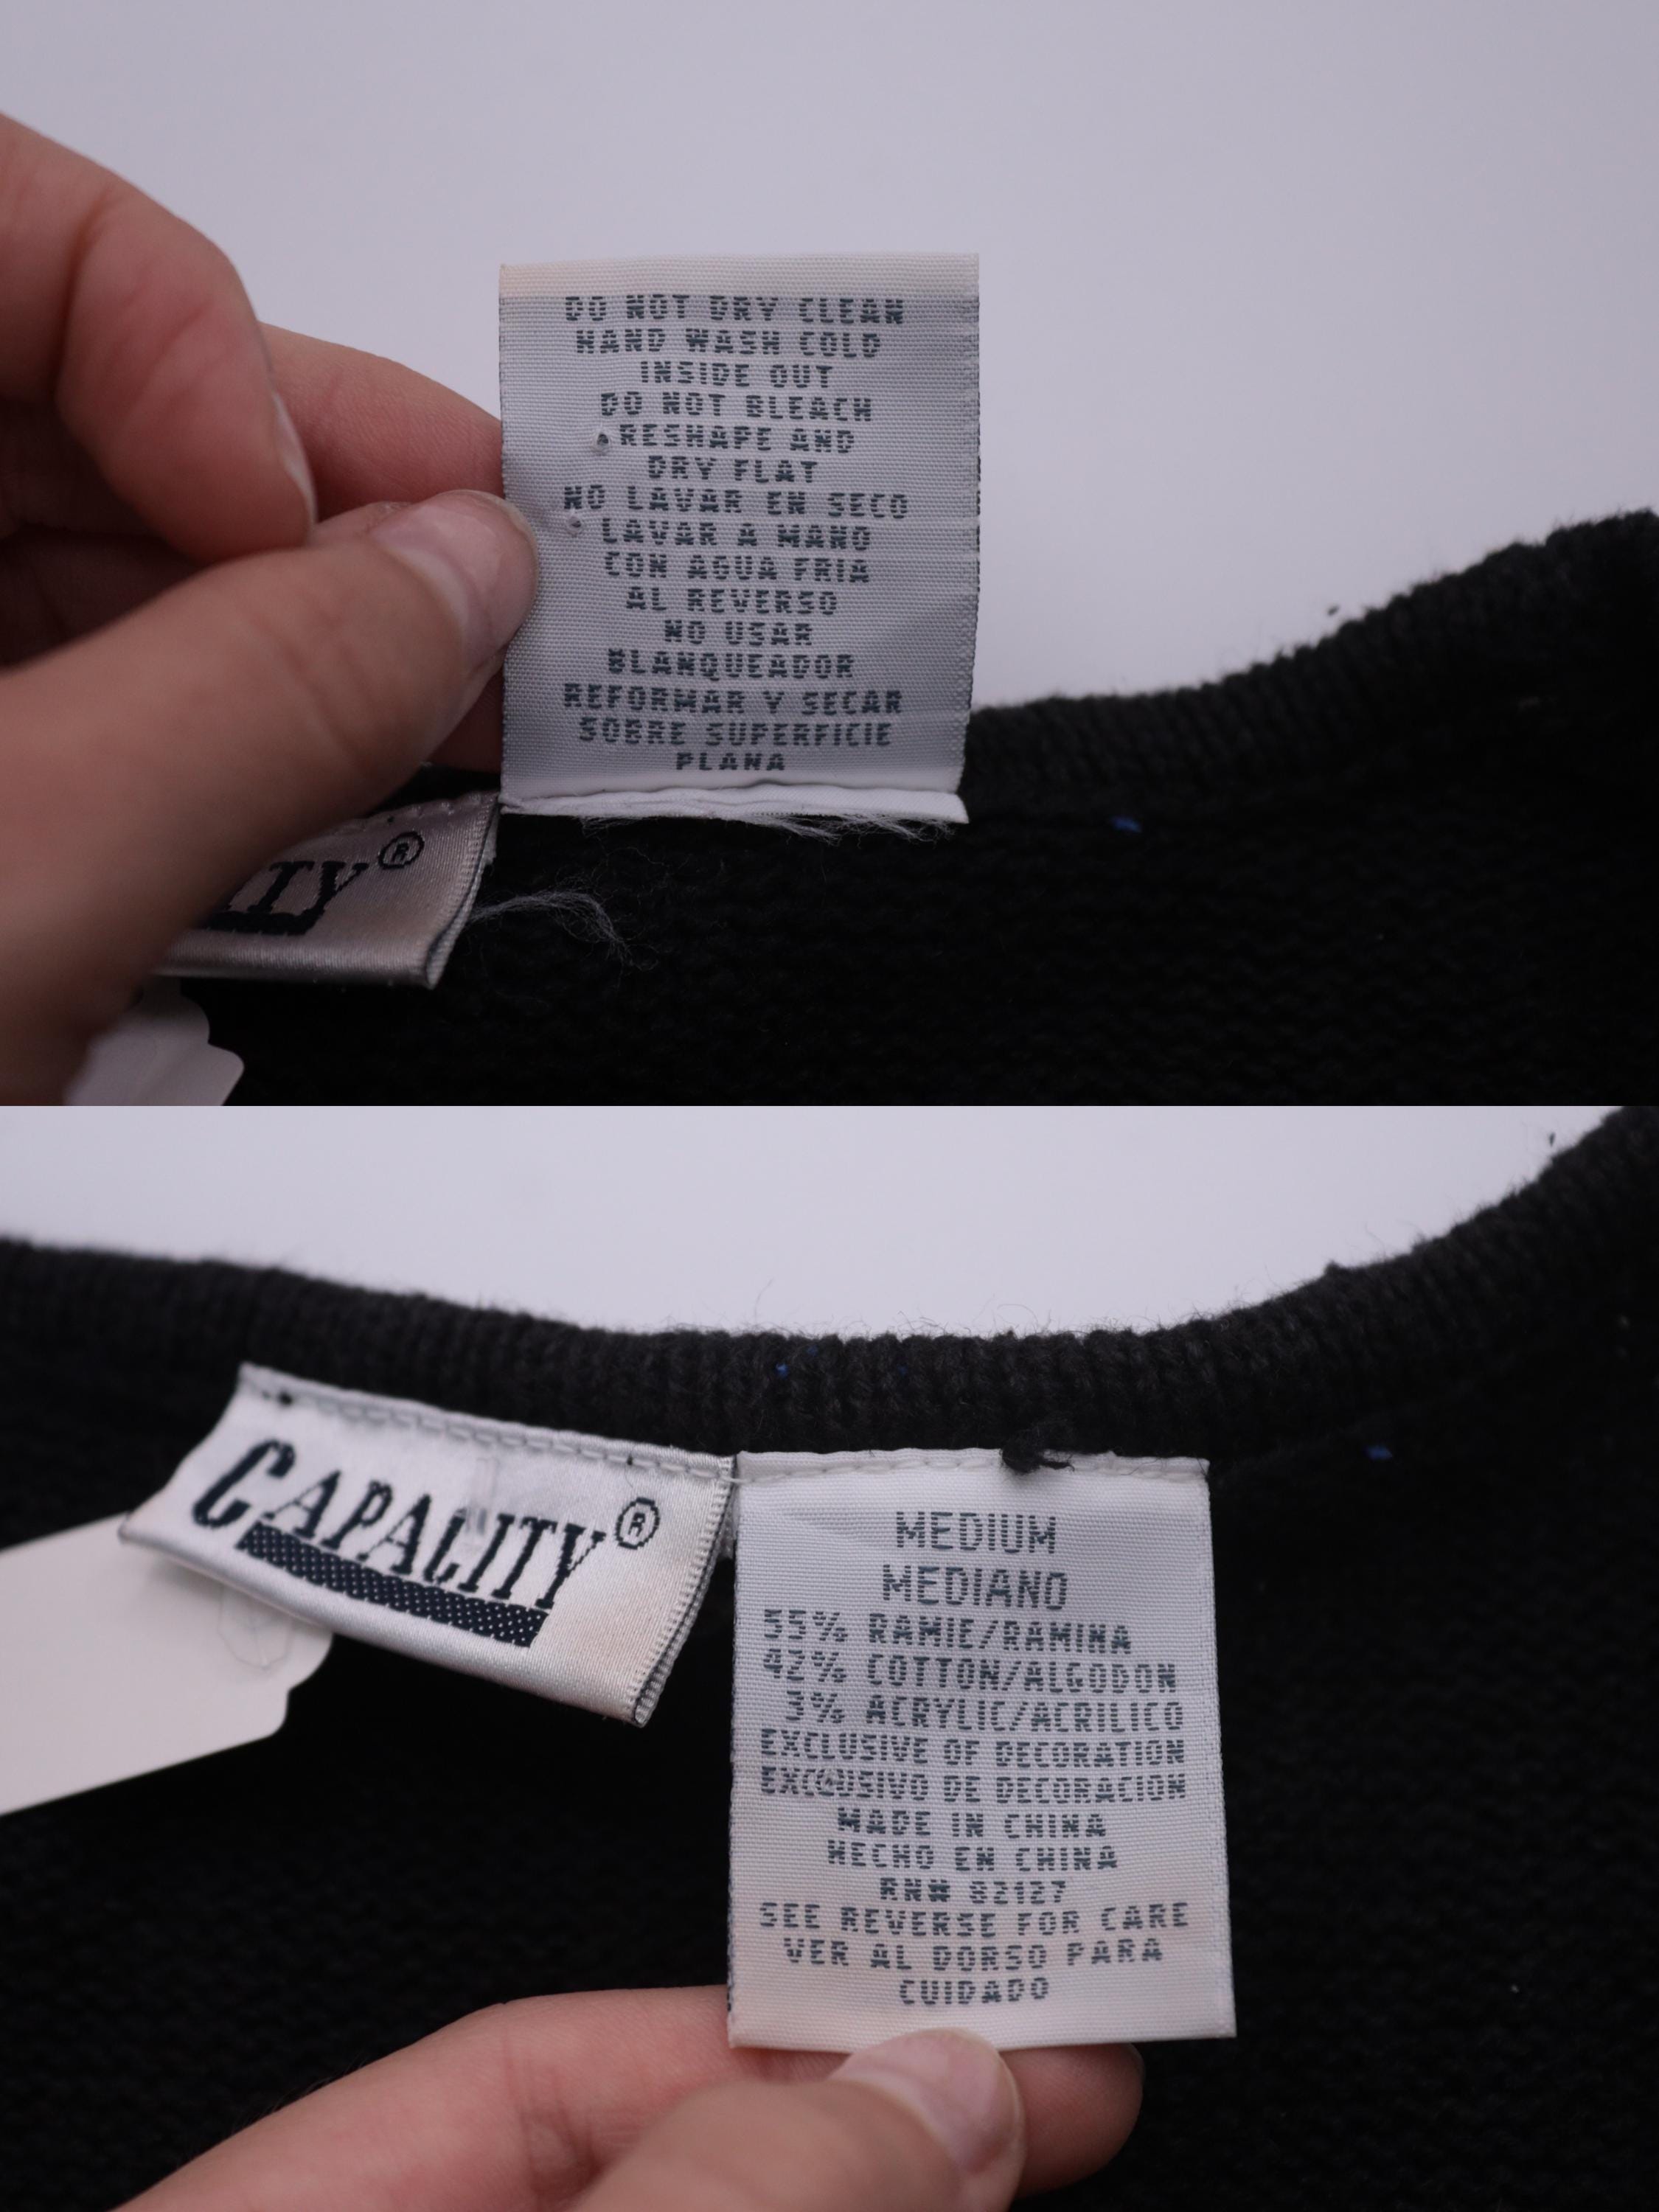 DO NOT DRY CLEAN
HAND WASH COLD
INSIDE OUT
DO NOT BLEACH
RESHAPE AND
DRY FLAT
NO LAVAR EN SECO
LAVAR A MANO
CON AGUA FRIA
AL REVERSO
NO USAR
BLANQUEADOR
REFORMAR Y SECAR
SOBRE SUPERFICIE
PLANA
ITY®
CAPACITY®
MEDIUM
MEDIANO
55% RAMIE/RAMINA
42% COTTON/ALGODON
3% ACRYLIC/ACRILICO
EXCLUSIVE OF DECORATION
EXCLUSIVO DE DECORACION
MADE IN CHINA
HECHO EN CHINA
RN# 82127
SEE REVERSE FOR CARE
VER AL DORSO PARA
CUIDADO